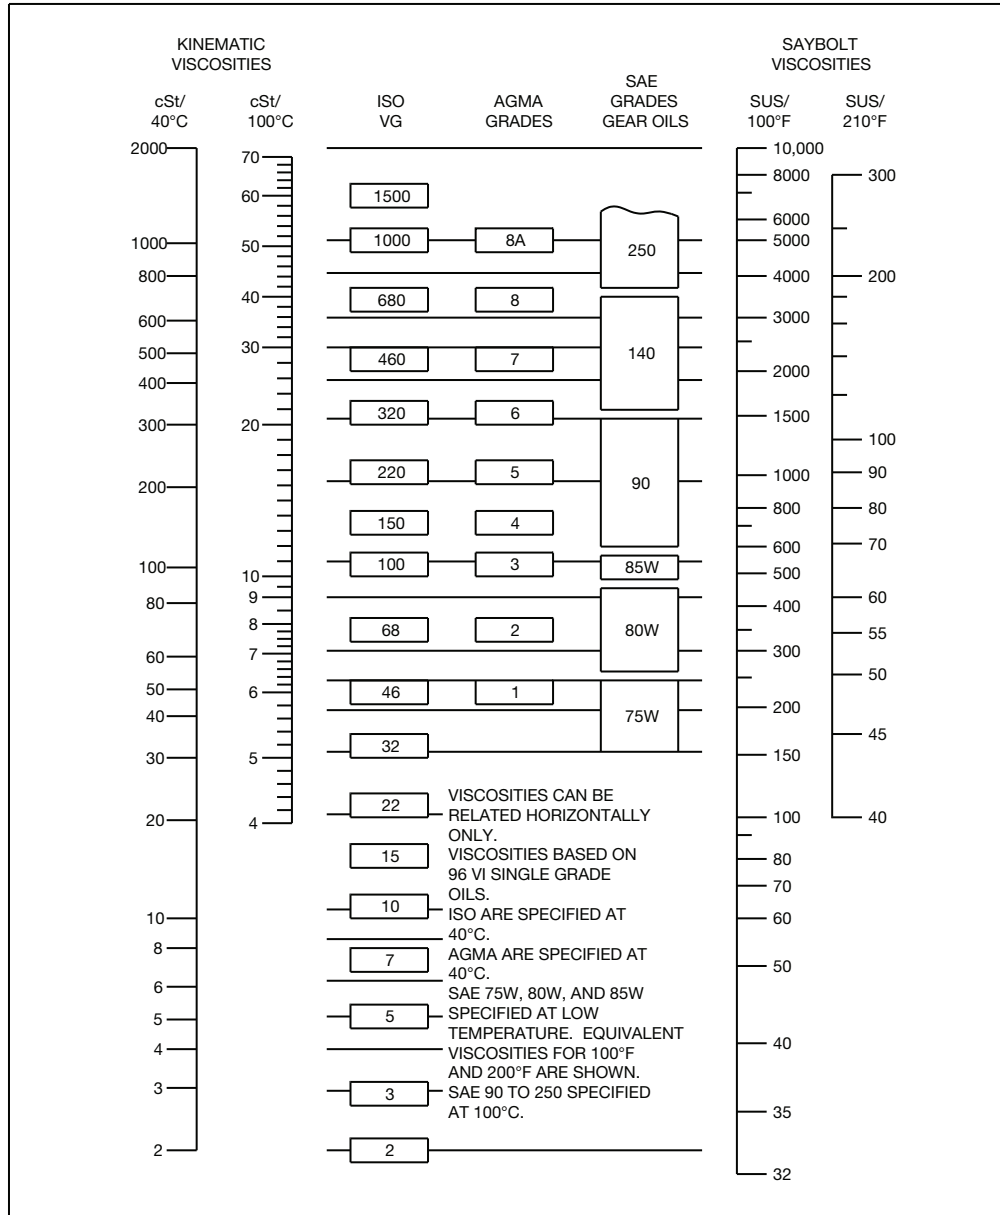 KINEMATIC
VISCOSITIES
SAYBOLT
VISCOSITIES
cSt/
40°C
cSt/
100°C
ISO
VG
AGMA
GRADES
SAE
GRADES
GEAR OILS
SUS/
100°F
SUS/
210°F
2000
1000
800
600
500
400
300
200
100
80
60
50
40
30
20
10
8
6
5
4
3
2
70
60
50
40
30
20
10
9
8
7
6
5
4
1500
1000
680
460
320
220
150
100
68
46
32
22
15
10
7
5
3
2
8A
8
7
6
5
4
3
2
1
250
140
90
85W
80W
75W
VISCOSITIES CAN BE
RELATED HORIZONTALLY
ONLY.
VISCOSITIES BASED ON
96 VI SINGLE GRADE
OILS.
ISO ARE SPECIFIED AT
40°C.
AGMA ARE SPECIFIED AT
40°C.
SAE 75W, 80W, AND 85W
SPECIFIED AT LOW
TEMPERATURE. EQUIVALENT
VISCOSITIES FOR 100°F
AND 200°F ARE SHOWN.
SAE 90 TO 250 SPECIFIED
AT 100°C.
10,000
8000
6000
5000
4000
3000
2000
1500
1000
800
600
500
400
300
200
150
100
80
70
60
50
40
35
32
300
200
100
90
80
70
60
55
50
45
40